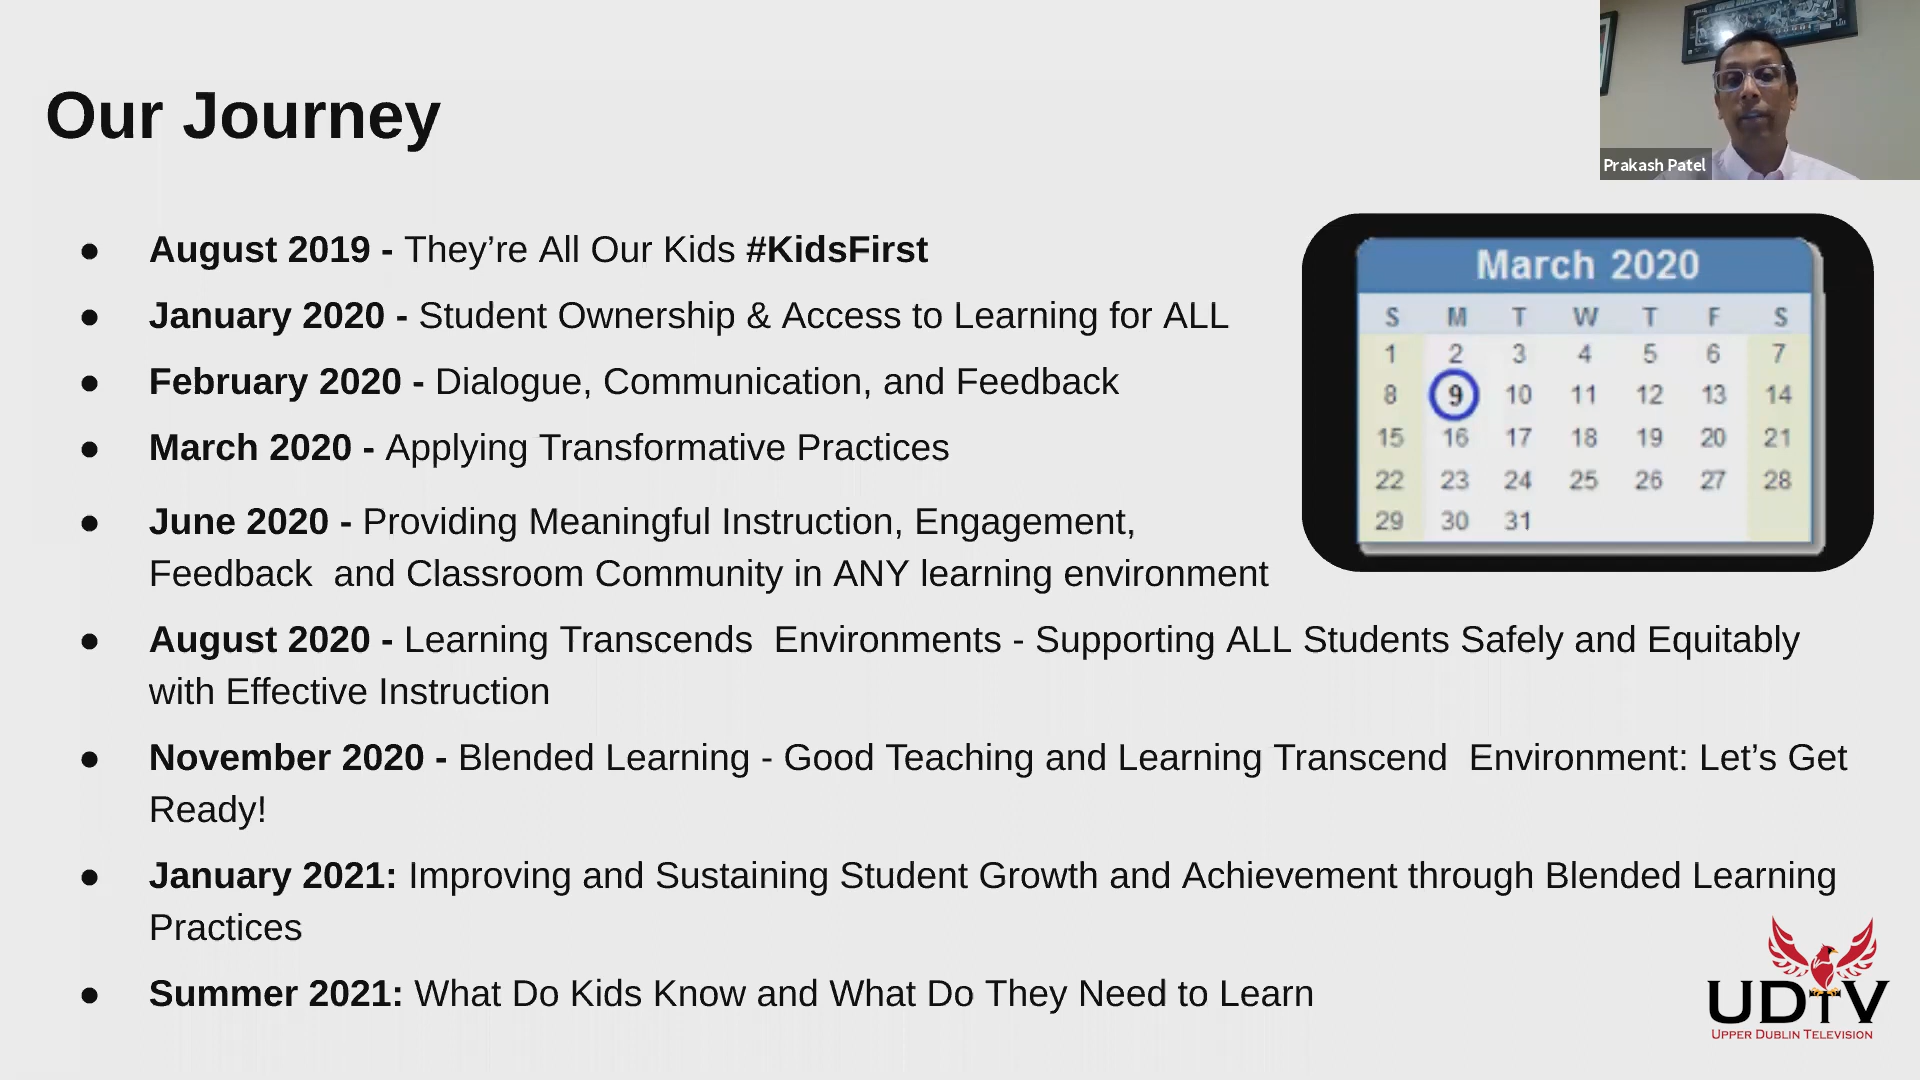 Our Journey
Prakash Patel
● August 2019 - They’re All Our Kids #KidsFirst
● January 2020 - Student Ownership & Access to Learning for ALL
● February 2020 - Dialogue, Communication, and Feedback
● March 2020 - Applying Transformative Practices
● June 2020 - Providing Meaningful Instruction, Engagement,
Feedback  and Classroom Community in ANY learning environment
● August 2020 - Learning Transcends  Environments - Supporting ALL Students Safely and Equitably
with Effective Instruction
● November 2020 - Blended Learning - Good Teaching and Learning Transcend  Environment: Let’s Get
Ready!
● January 2021: Improving and Sustaining Student Growth and Achievement through Blended Learning
Practices
● Summer 2021: What Do Kids Know and What Do They Need to Learn
March 2020
S M T W T F S
1 2 3 4 5 6 7
8 9 10 11 12 13 14
15 16 17 18 19 20 21
22 23 24 25 26 27 28
29 30 31
UDTV
UPPER DUBLIN TELEVISION